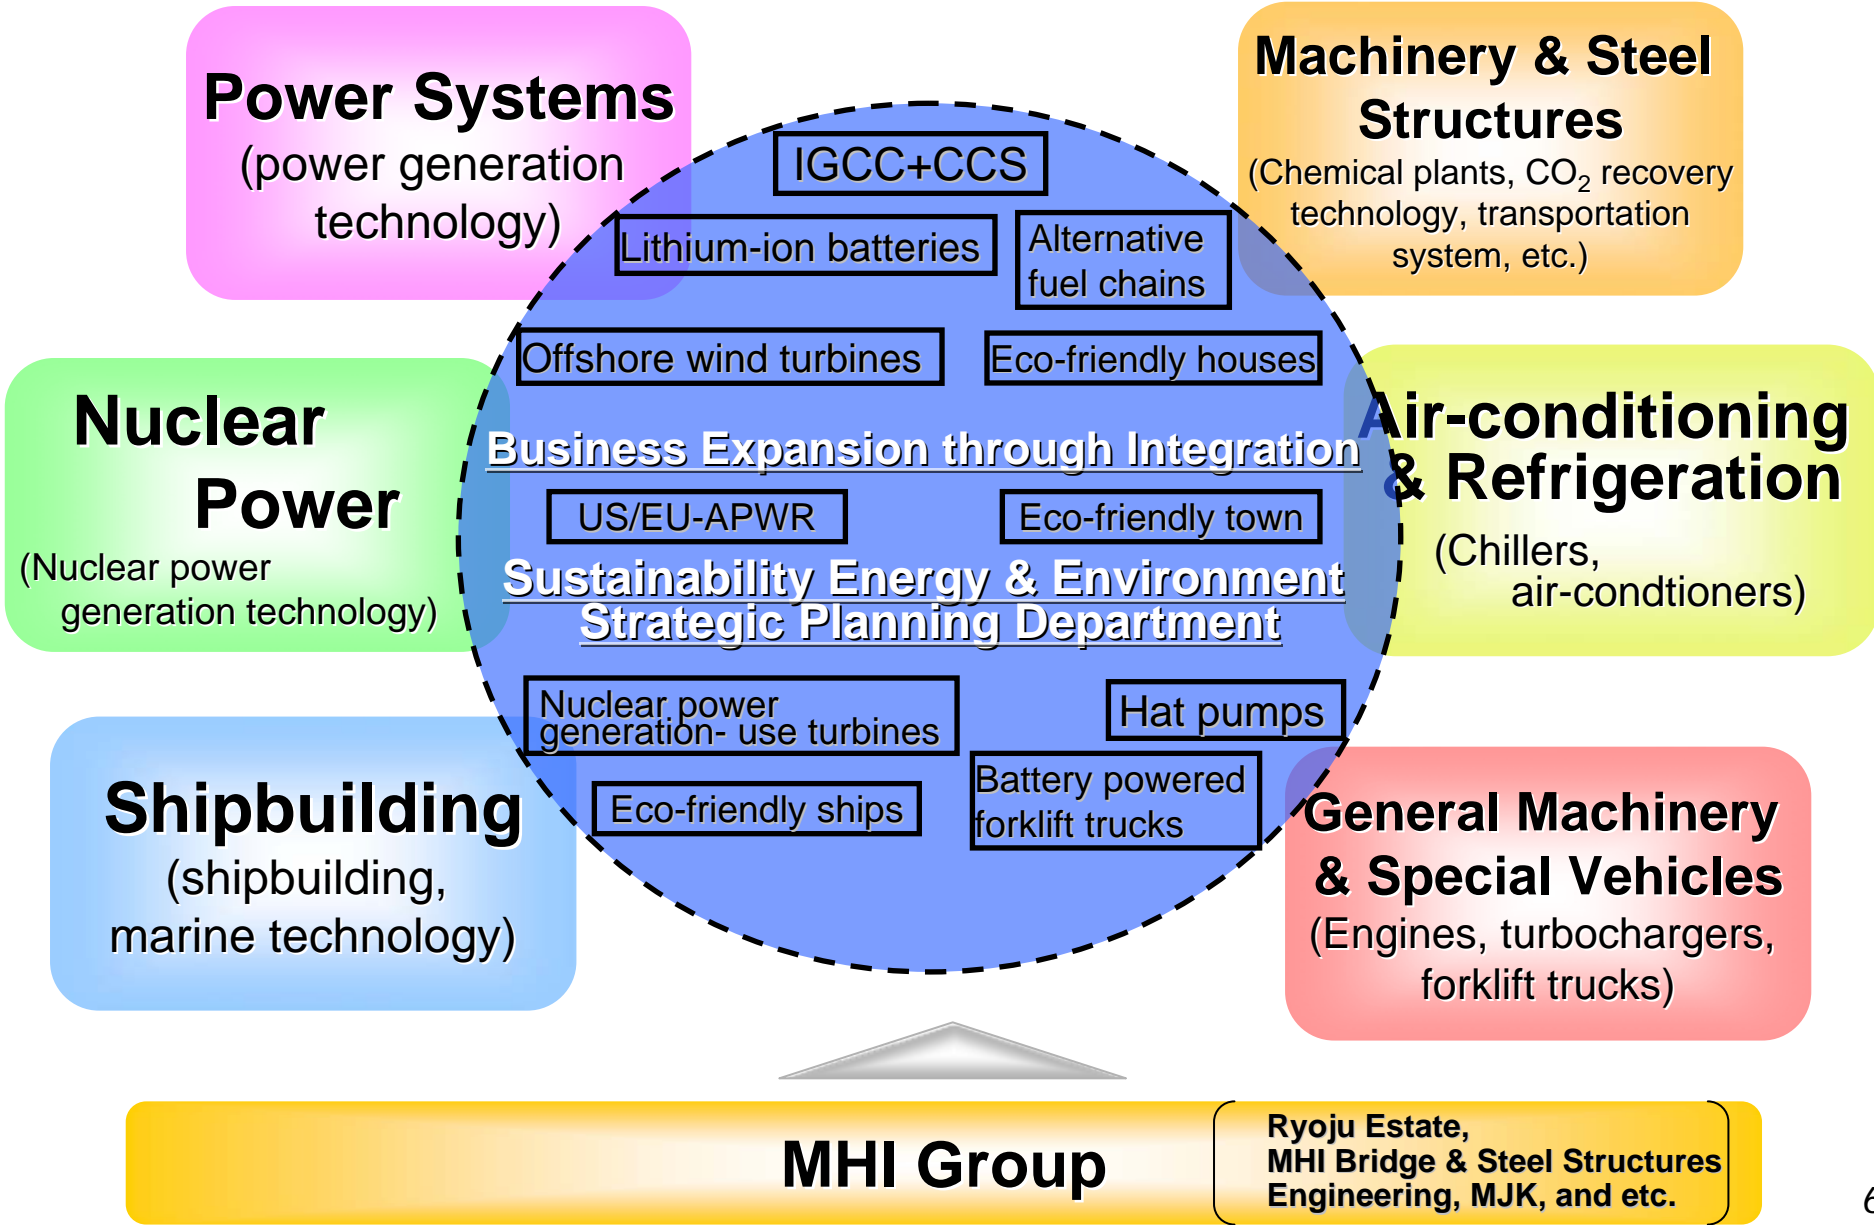 Power Systems
(power generation
technology)
Machinery & Steel
Structures
(Chemical plants, CO₂ recovery
technology, transportation
system, etc.)
IGCC+CCS
Lithium-ion batteries
Alternative
fuel chains
Offshore wind turbines
Eco-friendly houses
Nuclear
Power
(Nuclear power
generation technology)
Business Expansion through Integration
US/EU-APWR
Eco-friendly town
Sustainability Energy & Environment
Strategic Planning Department
Air-conditioning
& Refrigeration
(Chillers,
air-condtioners)
Nuclear power
generation- use turbines
Hat pumps
Eco-friendly ships
Battery powered
forklift trucks
Shipbuilding
(shipbuilding,
marine technology)
General Machinery
& Special Vehicles
(Engines, turbochargers,
forklift trucks)
MHI Group
Ryoju Estate,
MHI Bridge & Steel Structures
Engineering, MJK, and etc.